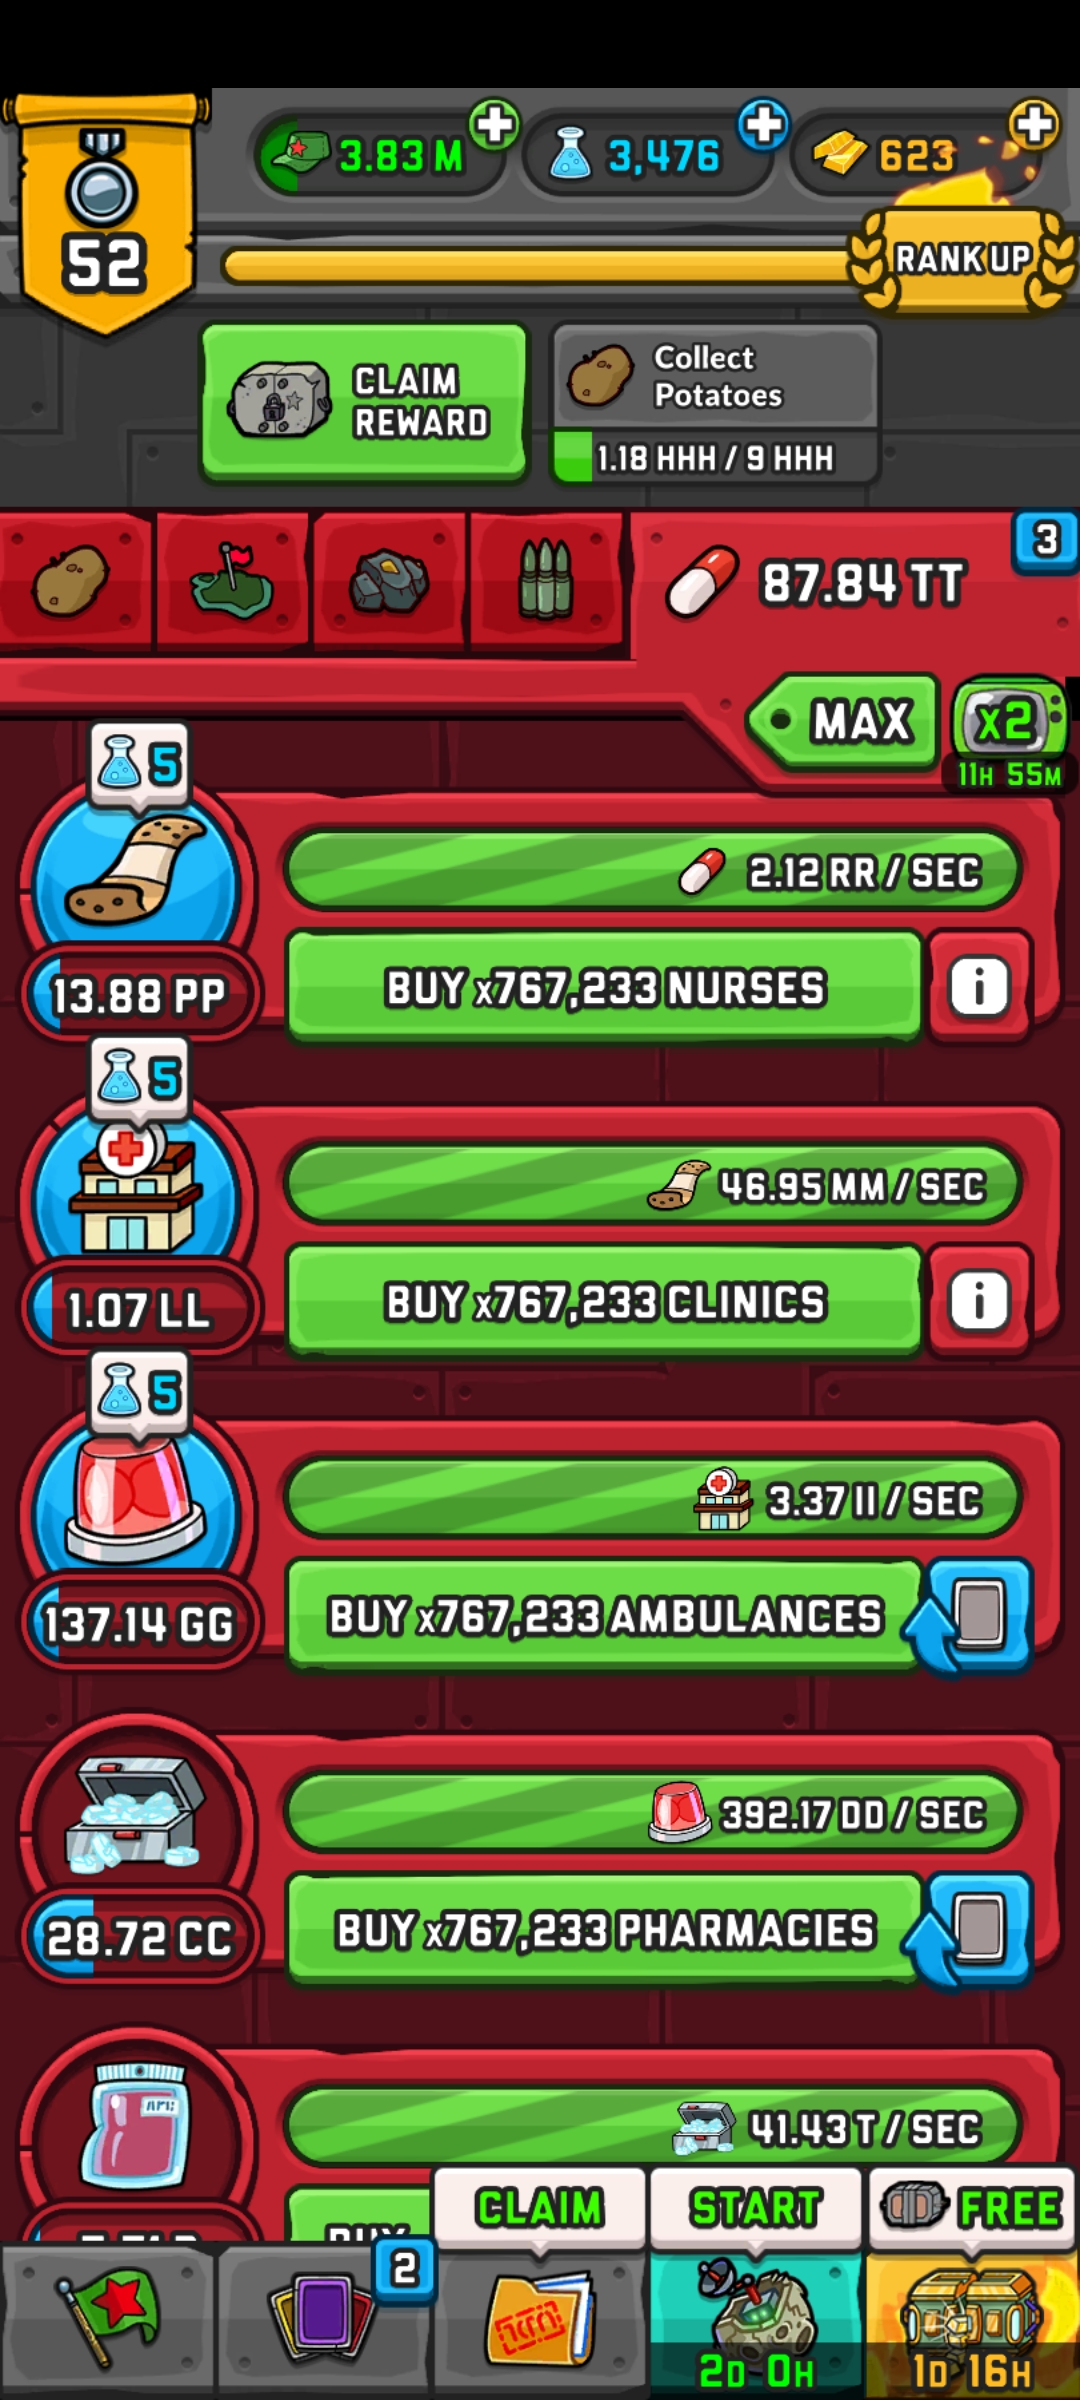 3.83 M
3,476
623
52
RANK UP
CLAIM
REWARD
Collect
Potatoes
1.18 HHH / 9 HHH
3
87.84 TT
MAX
x2
11H 55M
5
2.12 RR / SEC
13.88 PP
BUY x767,233 NURSES
i
5
46.95 MM / SEC
1.07 LL
BUY x767,233 CLINICS
i
5
3.37 II / SEC
137.14 GG
BUY x767,233 AMBULANCES
392.17 DD / SEC
28.72 CC
BUY x767,233 PHARMACIES
41.43 T / SEC
BUY
CLAIM
START
FREE
2
2D 0H
1D 16H